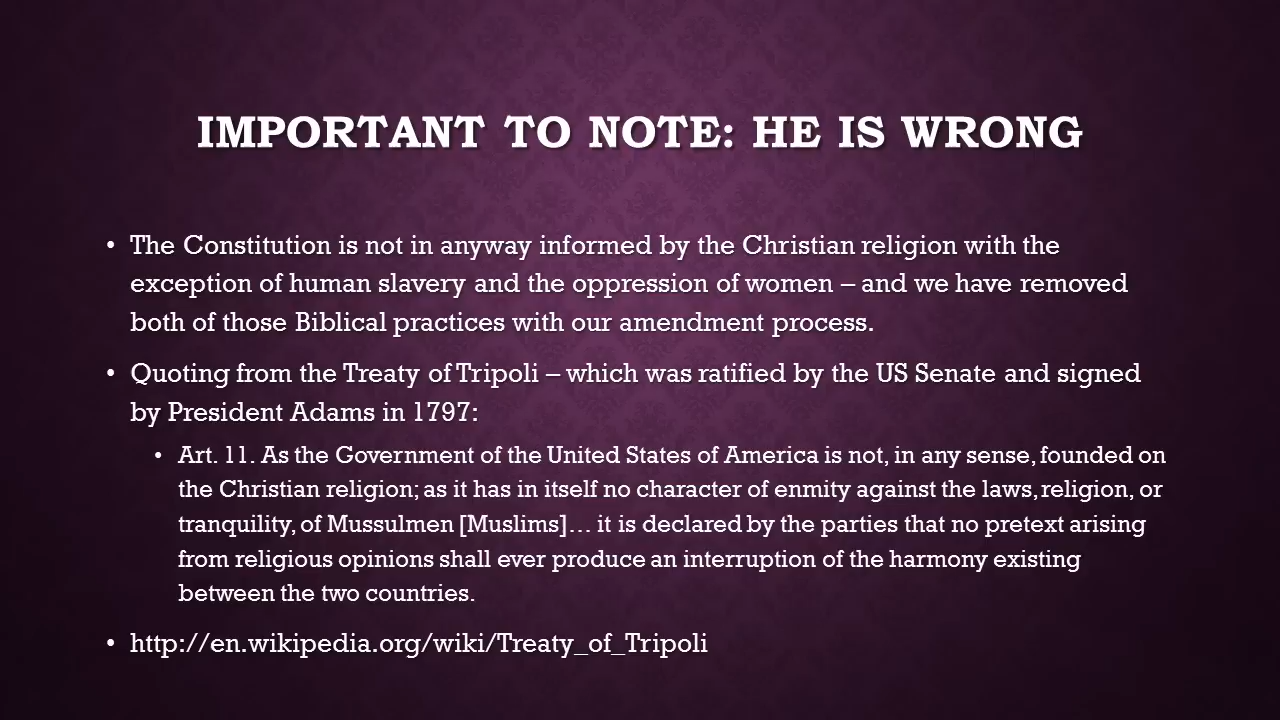 IMPORTANT TO NOTE: HE IS WRONG
• The Constitution is not in anyway informed by the Christian religion with the
exception of human slavery and the oppression of women – and we have removed
both of those Biblical practices with our amendment process.
• Quoting from the Treaty of Tripoli – which was ratified by the US Senate and signed
by President Adams in 1797:
• Art. 11. As the Government of the United States of America is not, in any sense, founded on
the Christian religion; as it has in itself no character of enmity against the laws, religion, or
tranquility, of Mussulmen [Muslims]… it is declared by the parties that no pretext arising
from religious opinions shall ever produce an interruption of the harmony existing
between the two countries.
• http://en.wikipedia.org/wiki/Treaty_of_Tripoli